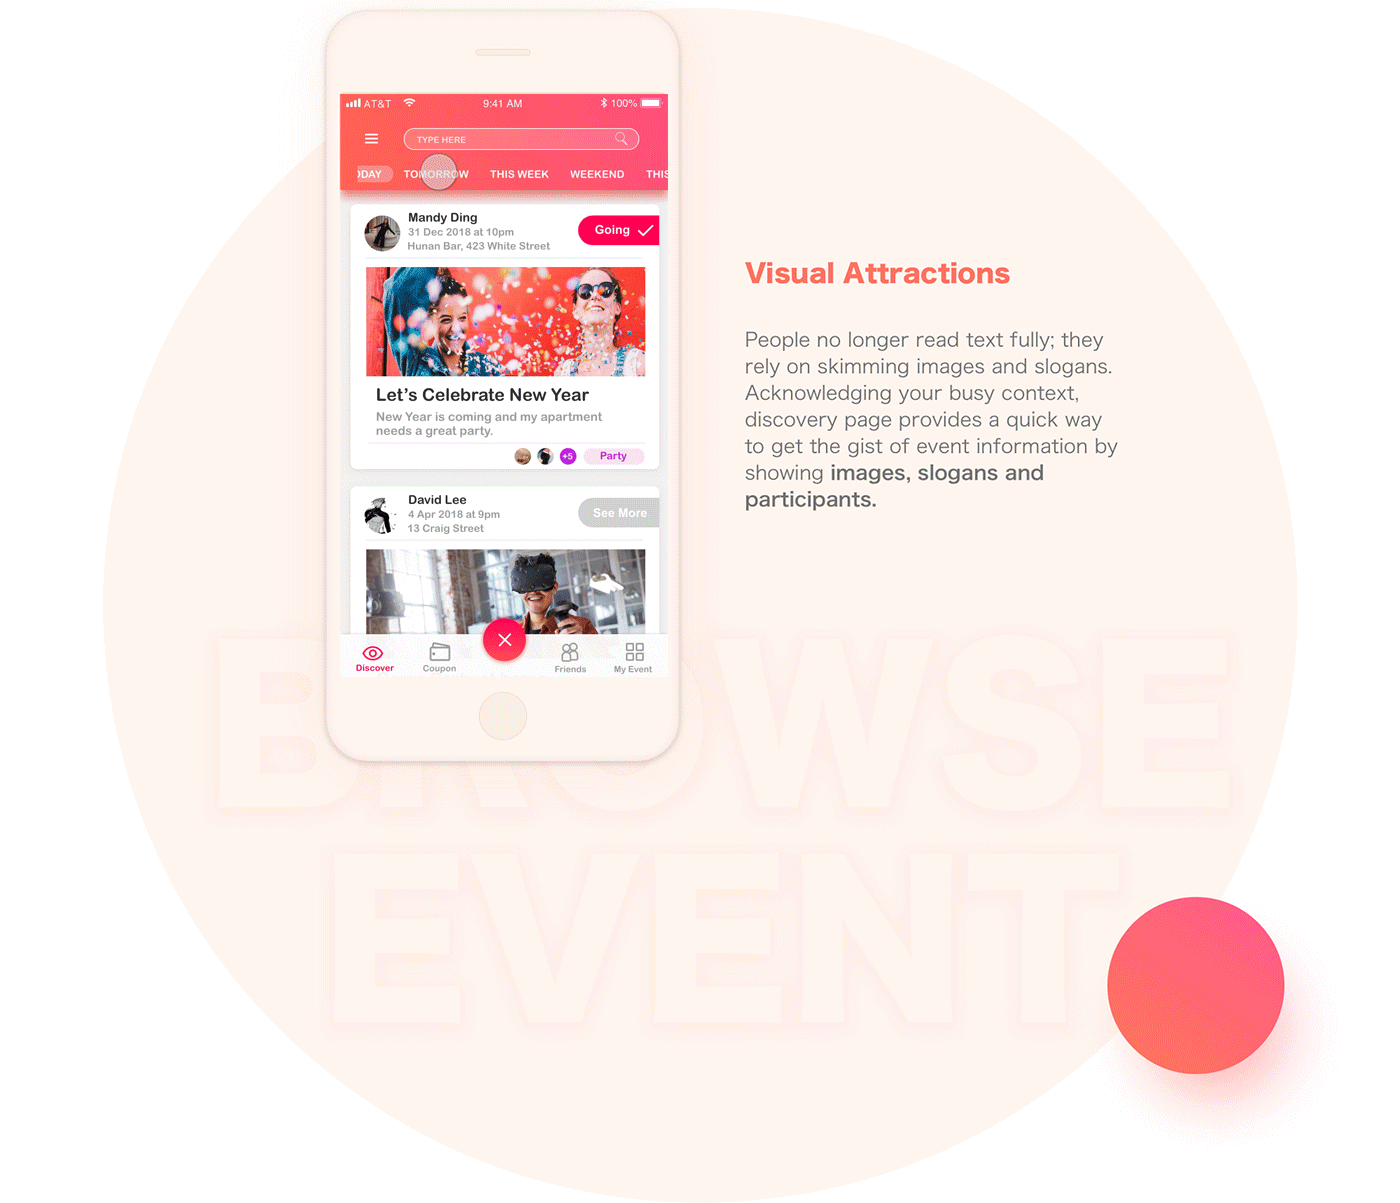 AT&T 9:41 AM 100%
TYPE HERE
ODAY TOMORROW THIS WEEK WEEKEND THIS
Mandy Ding
31 Dec 2018 at 10pm
Hunan Bar, 423 White Street
Going
Let's Celebrate New Year
New Year is coming and my apartment
needs a great party.
+5 Party
David Lee
4 Apr 2018 at 9pm
13 Craig Street
See More
Discover Coupon Friends My Event
Visual Attractions
People no longer read text fully; they
rely on skimming images and slogans.
Acknowledging your busy context,
discovery page provides a quick way
to get the gist of event information by
showing images, slogans and
participants.
BROWSE
EVENT